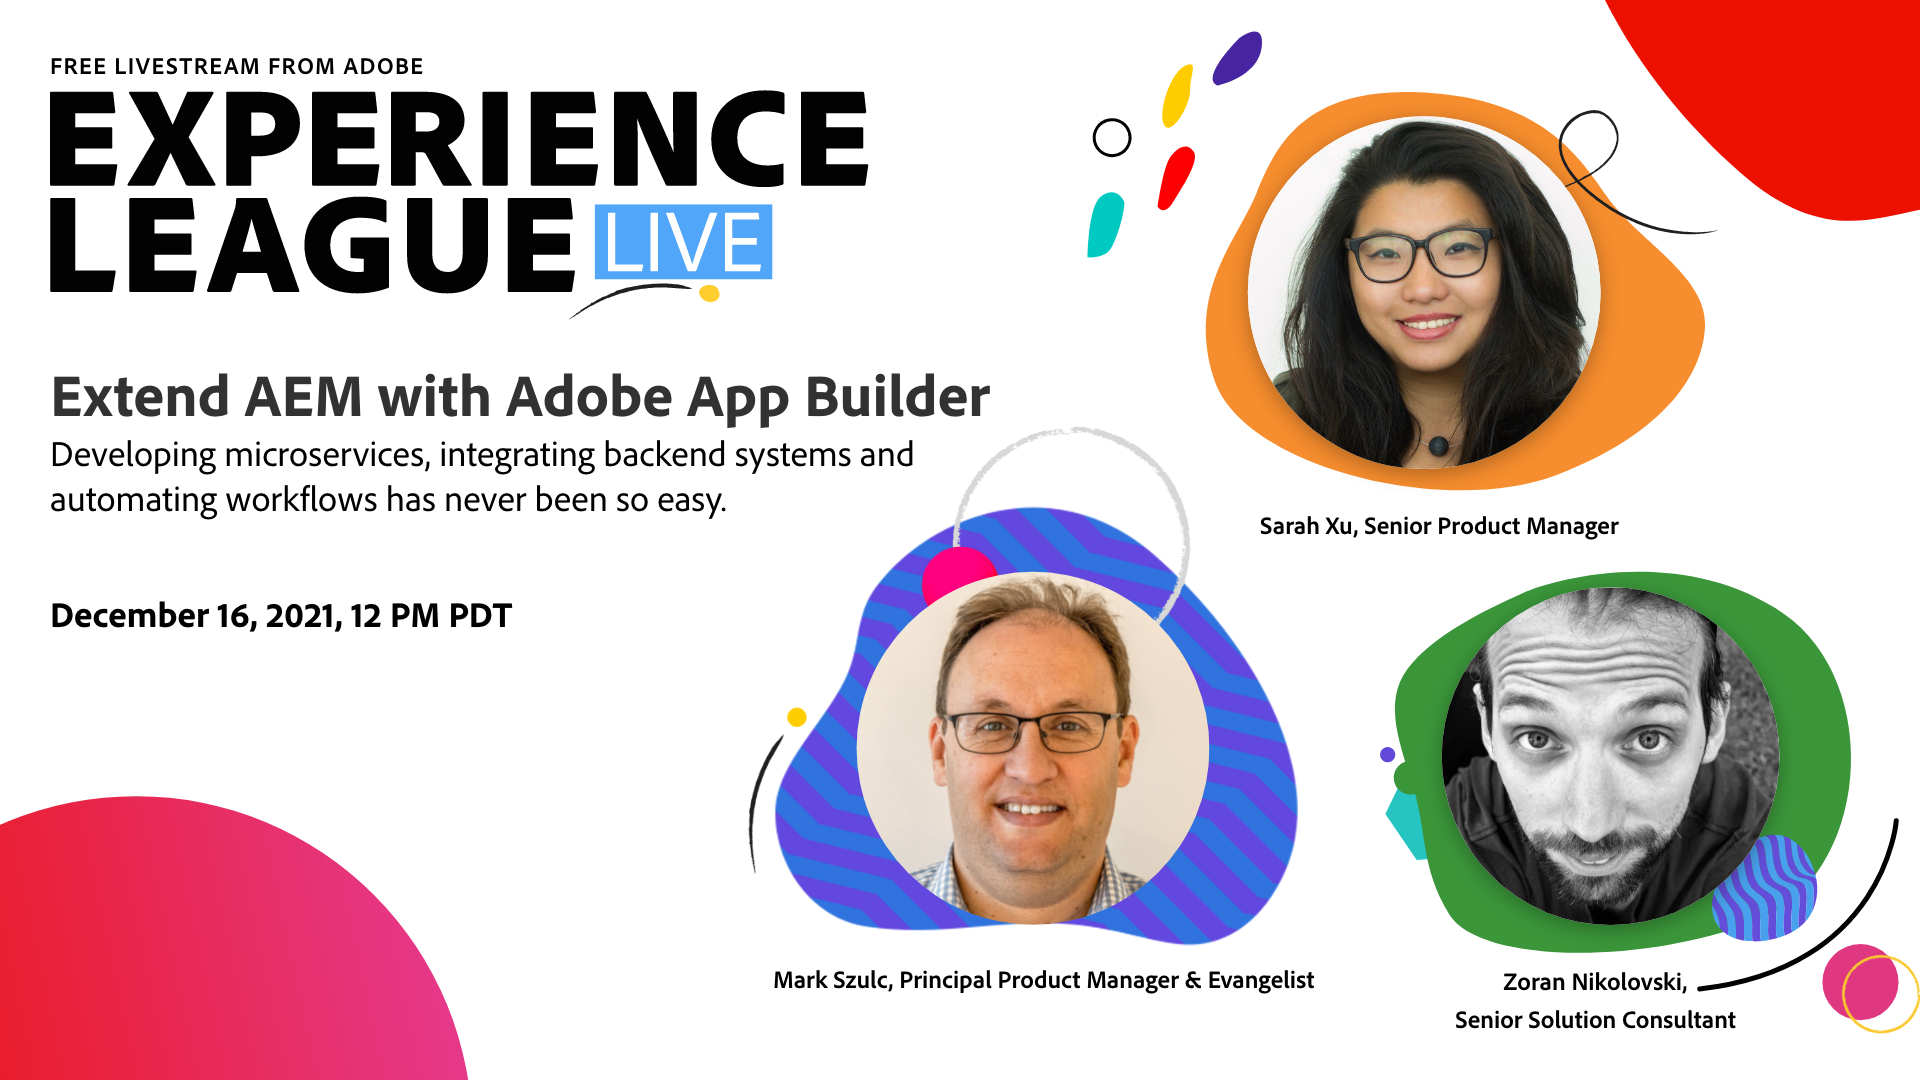 FREE LIVESTREAM FROM ADOBE
EXPERIENCE
LEAGUE LIVE
Extend AEM with Adobe App Builder
Developing microservices, integrating backend systems and
automating workflows has never been so easy.
December 16, 2021, 12 PM PDT
Sarah Xu, Senior Product Manager
Mark Szulc, Principal Product Manager & Evangelist
Zoran Nikolovski,
Senior Solution Consultant